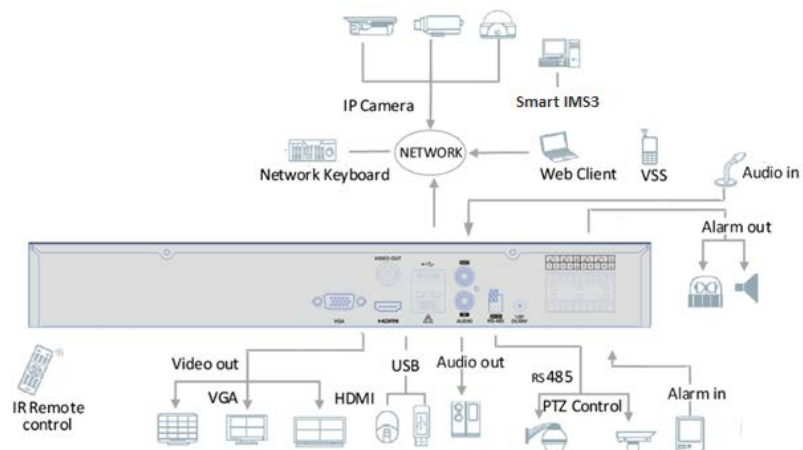 Smart IMS3
IP Camera
NETWORK
Network Keyboard
Web Client
VSS
Audio in
Alarm out
VIDEO OUT
VGA
HDMI
AUDIO
RS-485
Video out
USB
Audio out
RS485
VGA
HDMI
PTZ Control
Alarm in
IR Remote
control